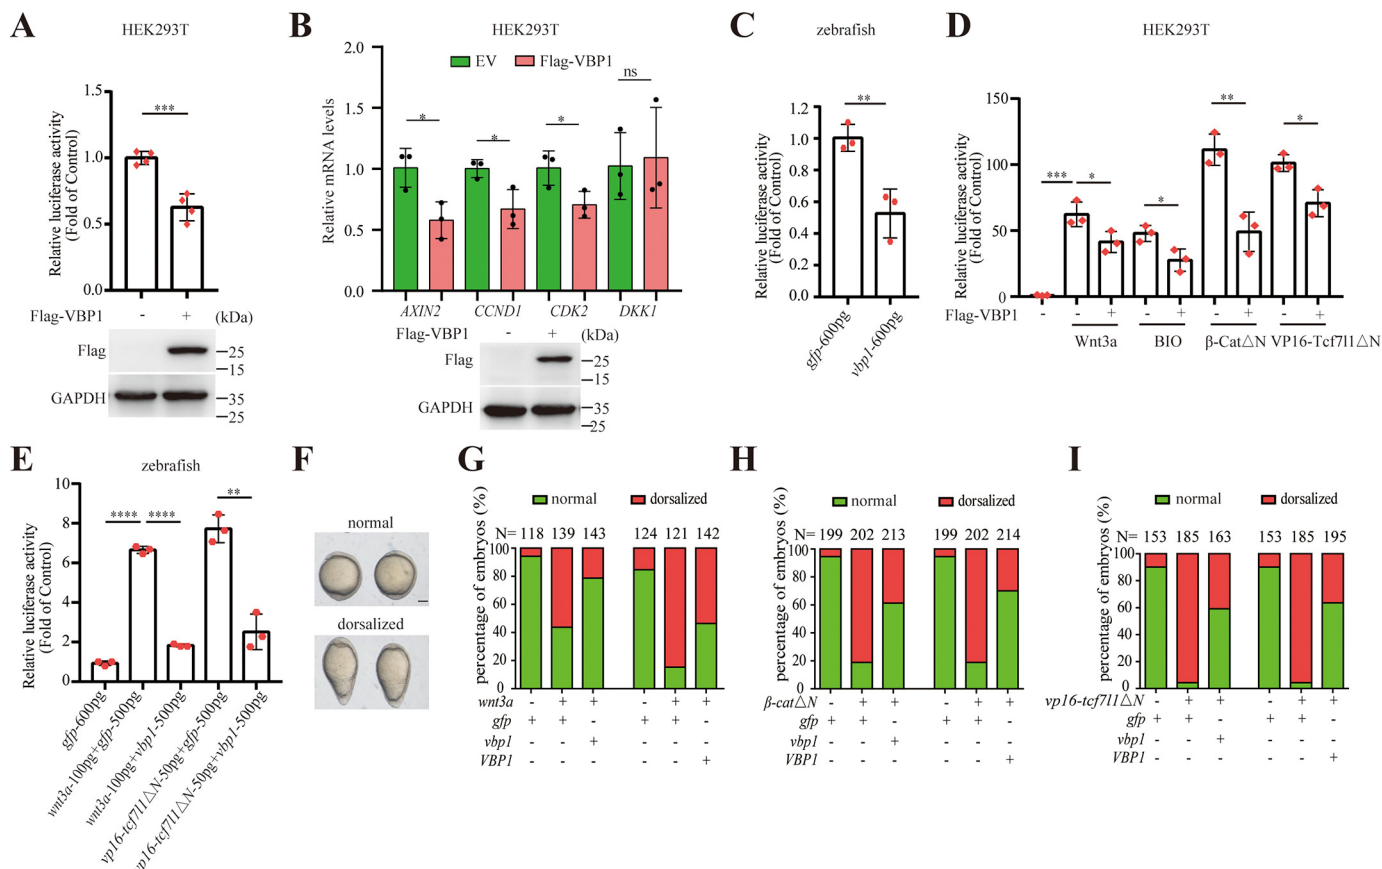 A
HEK293T
Relative luciferase activity
(Fold of Control)
1.5
1.0
0.5
0.0
***
Flag-VBP1 - + (kDa)
Flag
25
15
GAPDH
35
25
B
HEK293T
EV Flag-VBP1
Relative mRNA levels
2.0
1.5
1.0
0.5
0.0
* * * ns
AXIN2 CCND1 CDK2 DKK1
Flag-VBP1 - + (kDa)
Flag
25
15
GAPDH
35
25
C
zebrafish
Relative luciferase activity
(Fold of Control)
1.2
1.0
0.8
0.6
0.4
0.2
0.0
**
gfp-600pg
vbp1-600pg
D
HEK293T
Relative luciferase activity
(Fold of Control)
150
100
50
0
*** * * ** *
Flag-VBP1 - - + - + - + - +
Wnt3a BIO β-Cat△N VP16-Tcf7l1△N
E
zebrafish
Relative luciferase activity
(Fold of Control)
10
8
6
4
2
0
**** **** **
gfp-600pg
wnt3a-100pg+gfp-500pg
wnt3a-100pg+vbp1-500pg
vp16-tcf7l1△N-50pg+gfp-500pg
vp16-tcf7l1△N-50pg+vbp1-500pg
F
normal
dorsalized
G
normal dorsalized
percentage of embryos (%)
N= 118 139 143 124 121 142
100
80
60
40
20
0
wnt3a - + + - + +
gfp + + - + + -
vbp1 - - + - - -
VBP1 - - - - - +
H
normal dorsalized
percentage of embryos (%)
N= 199 202 213 199 202 214
100
80
60
40
20
0
β-cat△N - + + - + +
gfp + + - + + -
vbp1 - - + - - -
VBP1 - - - - - +
I
normal dorsalized
percentage of embryos (%)
N= 153 185 163 153 185 195
100
80
60
40
20
0
vp16-tcf7l1△N - + + - + +
gfp + + - + + -
vbp1 - - + - - -
VBP1 - - - - - +